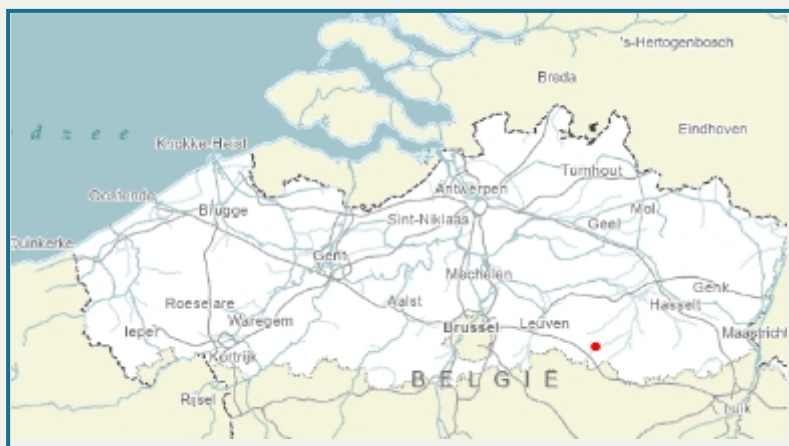 's-Hertogenbosch
Breda
Eindhoven
dzee
Knokke-Heist
Turnhout
Antwerpen
Oostende
Brugge
Sint-Niklaas
Geel
Mol
Duinkerke
Gent
Mechelen
Genk
Roeselare
Aalst
Hasselt
Ieper
Waregem
Brussel
Leuven
Maastricht
Kortrijk
BELGIË
Rijsel
Luik